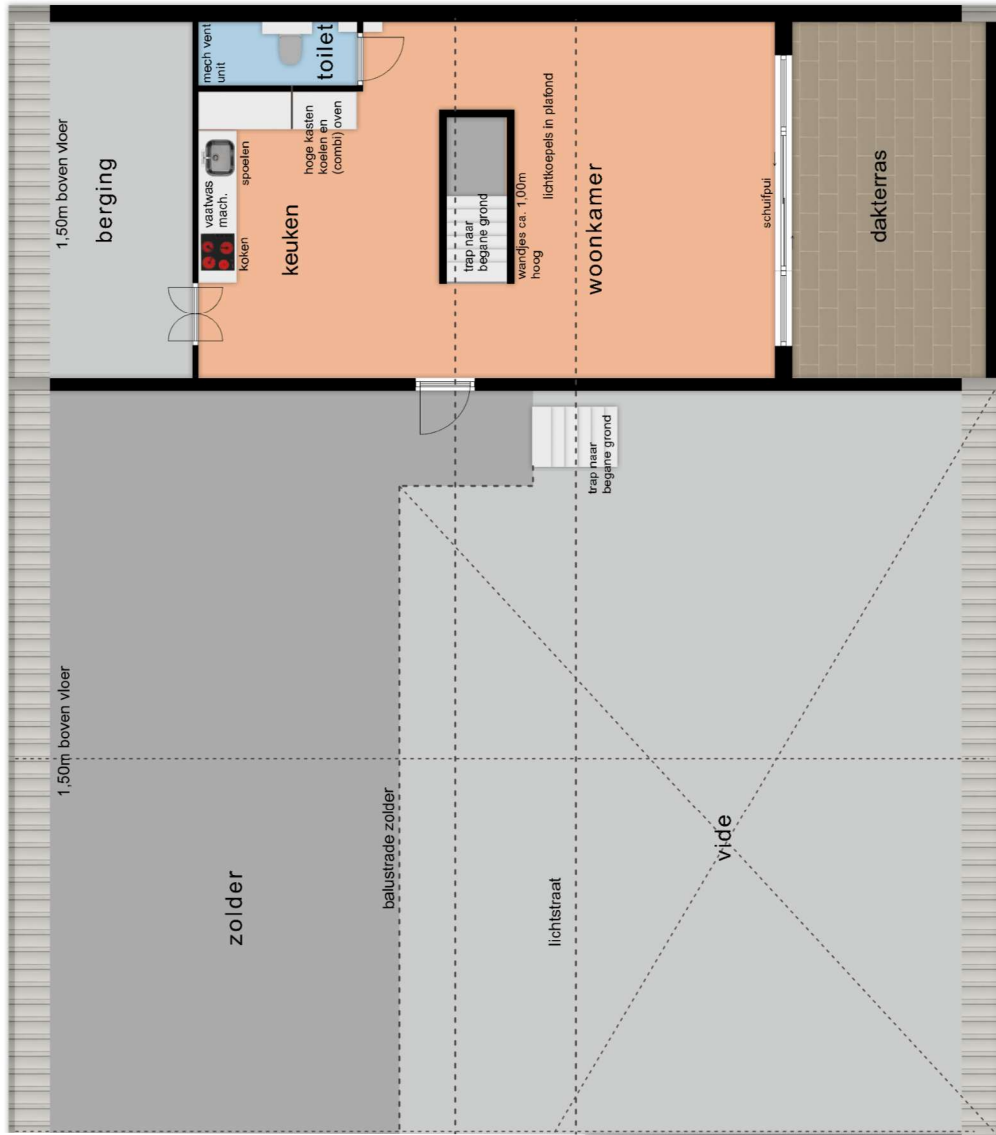 1,50m boven vloer
berging
mech vent
unit
toilet
hoge kasten
koelen en
(combi) oven
spoelen
vaatwas
mach.
koken
keuken
trap naar
begane grond
wandjes ca. 1,00m
hoog
lichtkoepels in plafond
woonkamer
schuifpui
dakterras
trap naar
begane grond
1,50m boven vloer
zolder
balustrade zolder
lichtstraat
vide